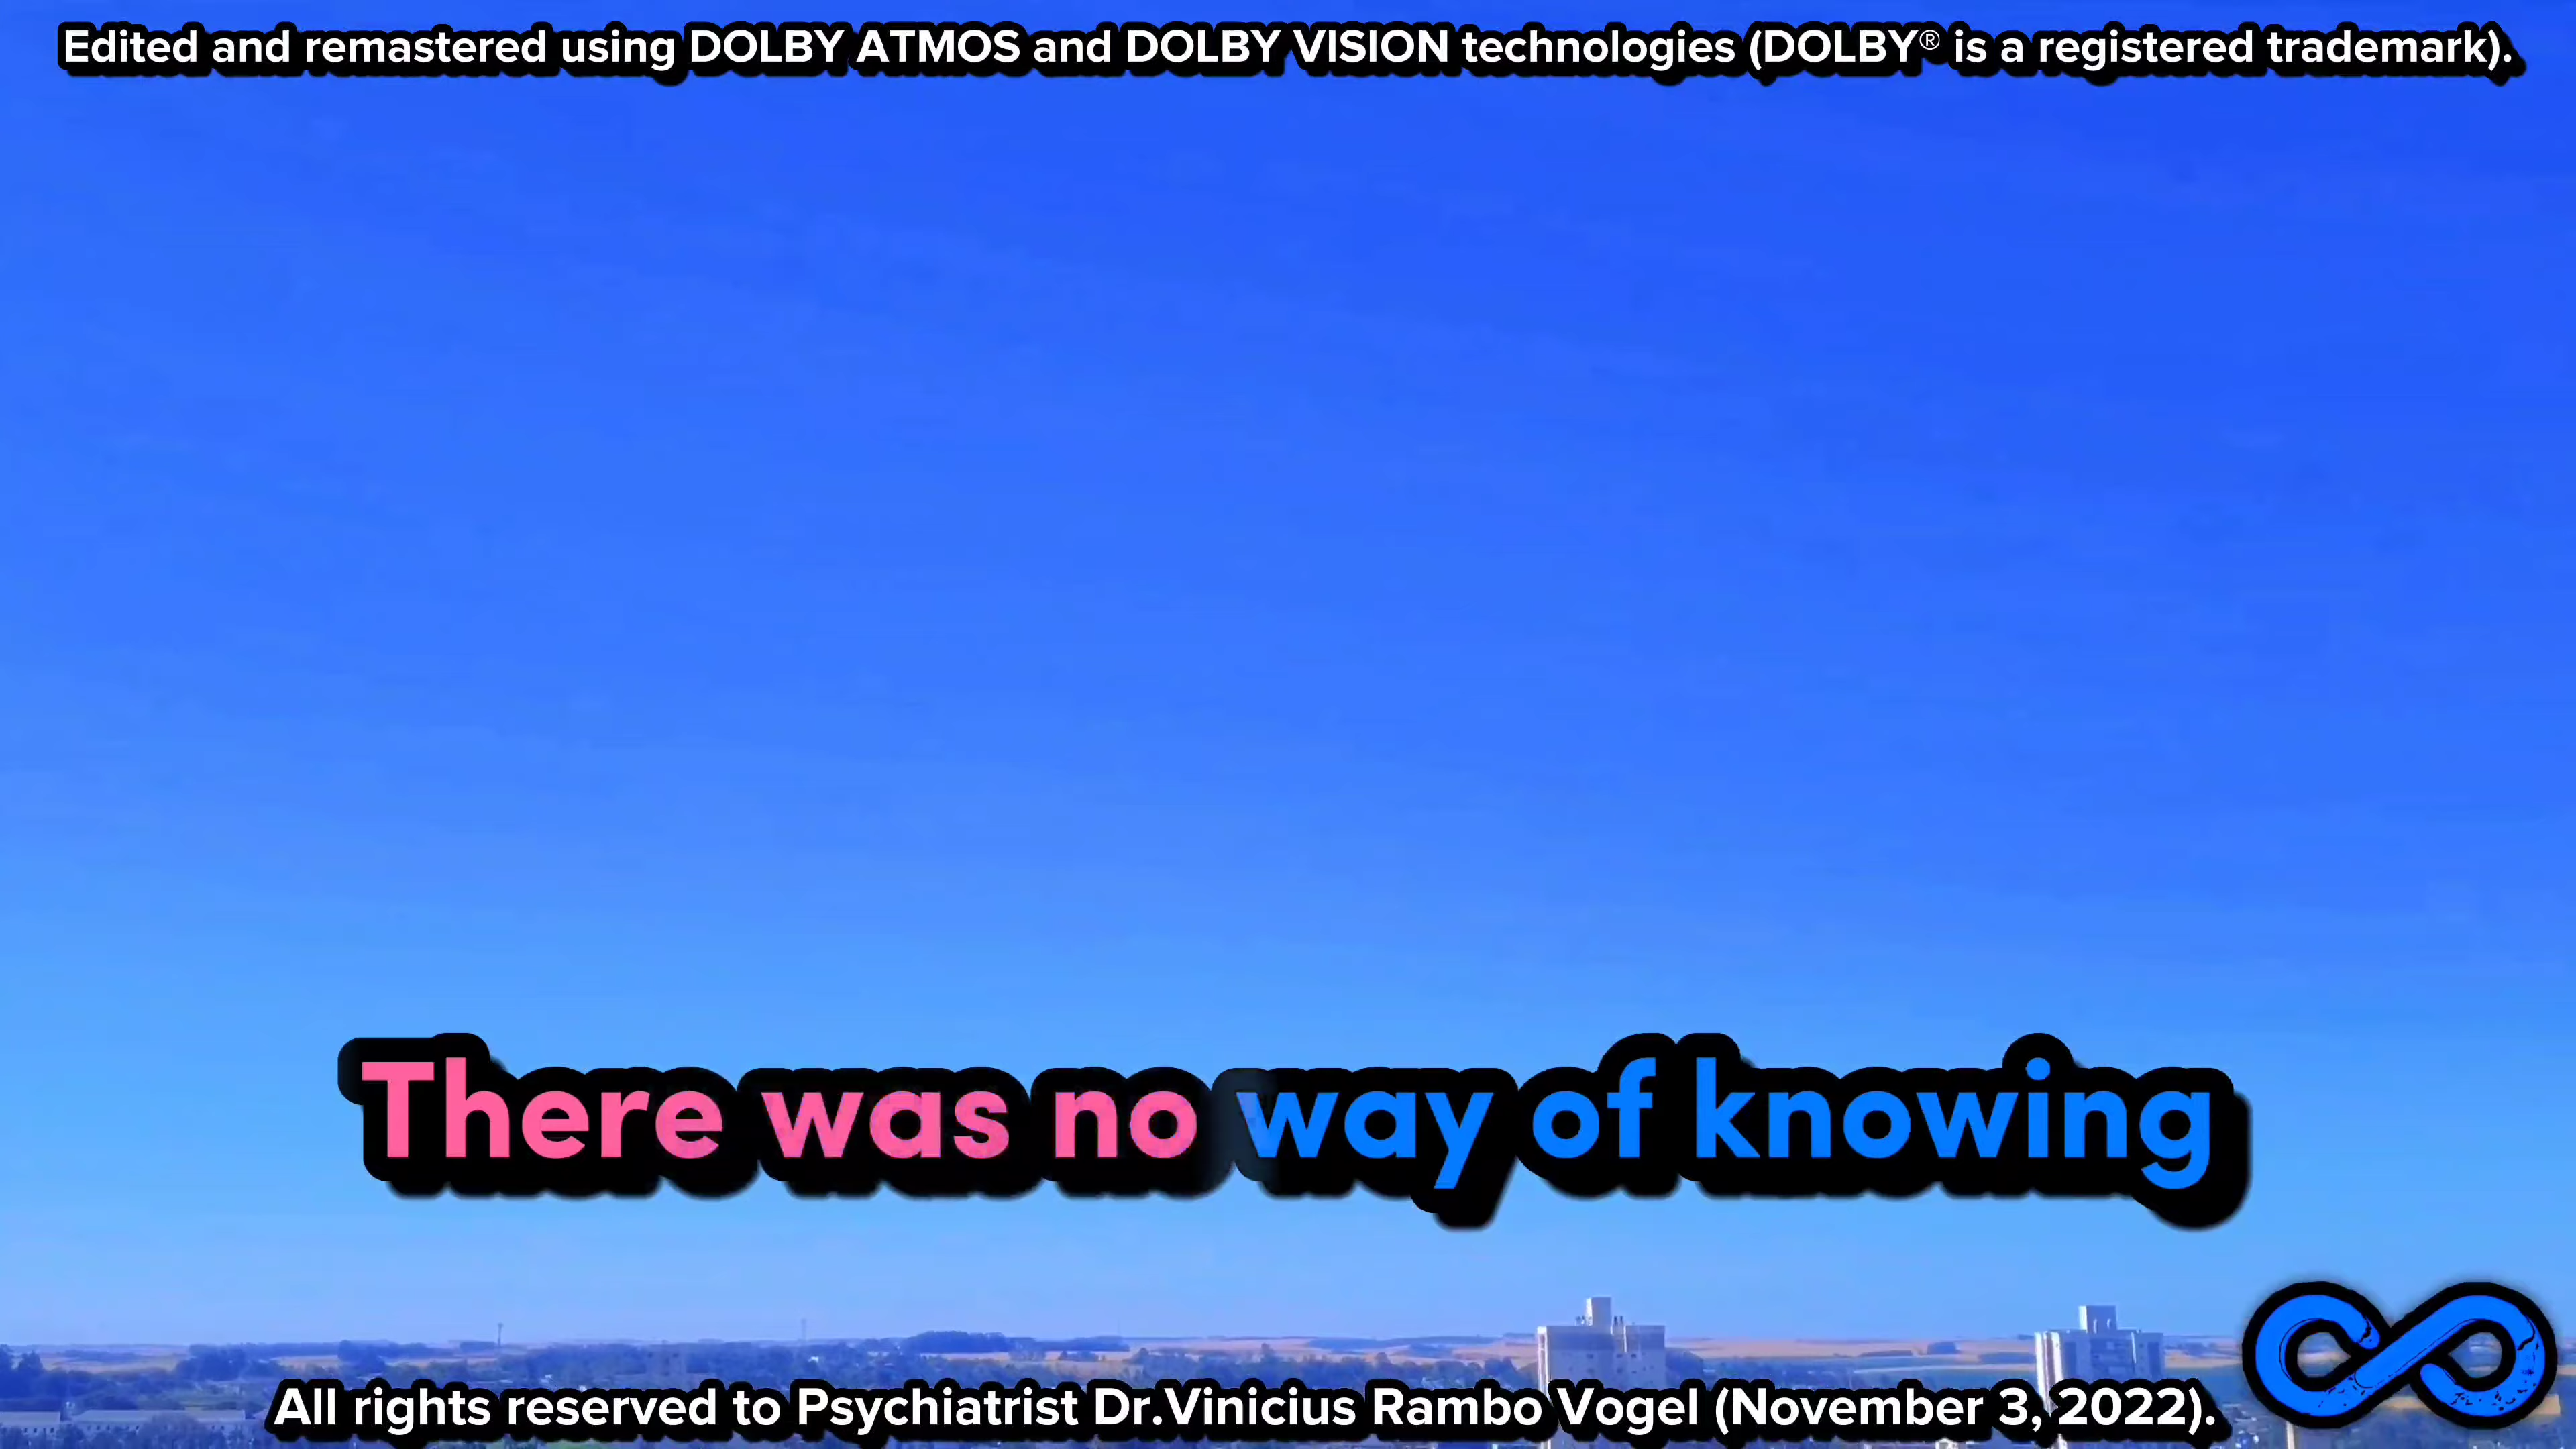 Edited and remastered using DOLBY ATMOS and DOLBY VISION technologies (DOLBY® is a registered trademark).
There was no way of knowing
All rights reserved to Psychiatrist Dr.Vinicius Rambo Vogel (November 3, 2022).